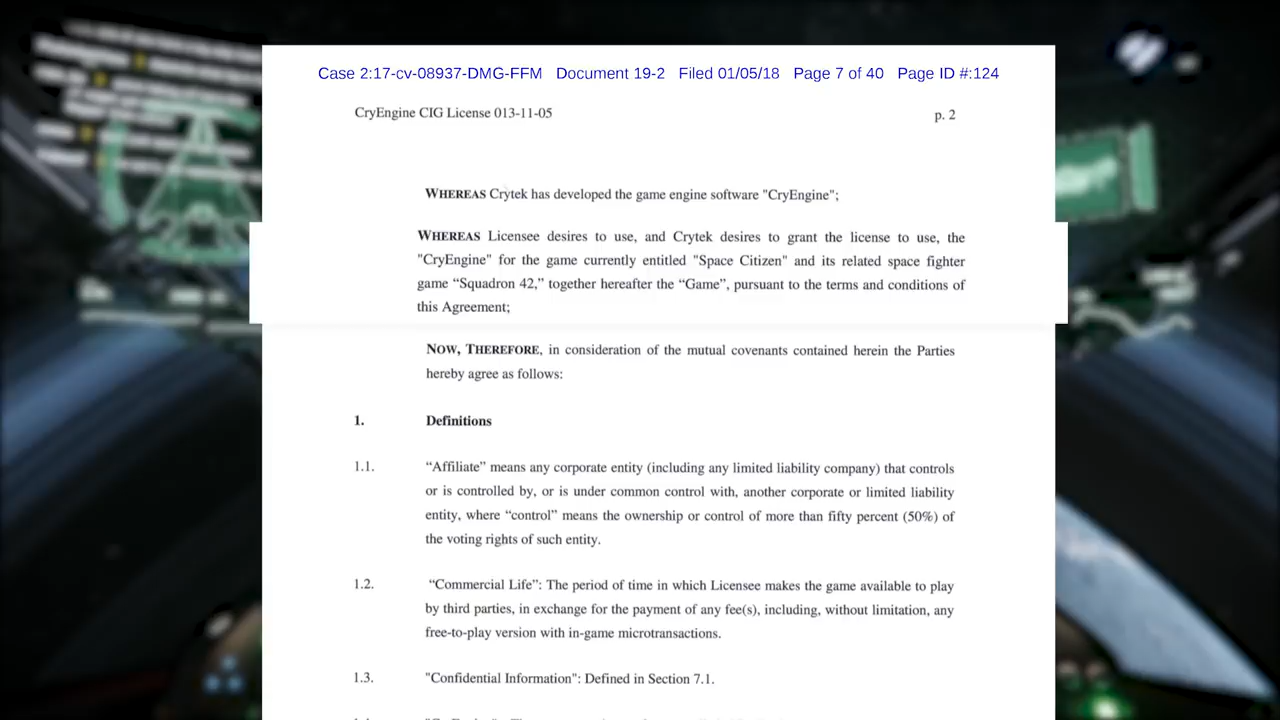 Case 2:17-cv-08937-DMG-FFM Document 19-2 Filed 01/05/18 Page 7 of 40 Page ID #:124
CryEngine CIG License 013-11-05 p. 2
WHEREAS Crytek has developed the game engine software "CryEngine";
WHEREAS Licensee desires to use, and Crytek desires to grant the license to use, the
"CryEngine" for the game currently entitled "Space Citizen" and its related space fighter
game “Squadron 42,” together hereafter the “Game”, pursuant to the terms and conditions of
this Agreement;
NOW, THEREFORE, in consideration of the mutual covenants contained herein the Parties
hereby agree as follows:
1. Definitions
1.1. “Affiliate” means any corporate entity (including any limited liability company) that controls
or is controlled by, or is under common control with, another corporate or limited liability
entity, where “control” means the ownership or control of more than fifty percent (50%) of
the voting rights of such entity.
1.2. “Commercial Life”: The period of time in which Licensee makes the game available to play
by third parties, in exchange for the payment of any fee(s), including, without limitation, any
free-to-play version with in-game microtransactions.
1.3. "Confidential Information": Defined in Section 7.1.